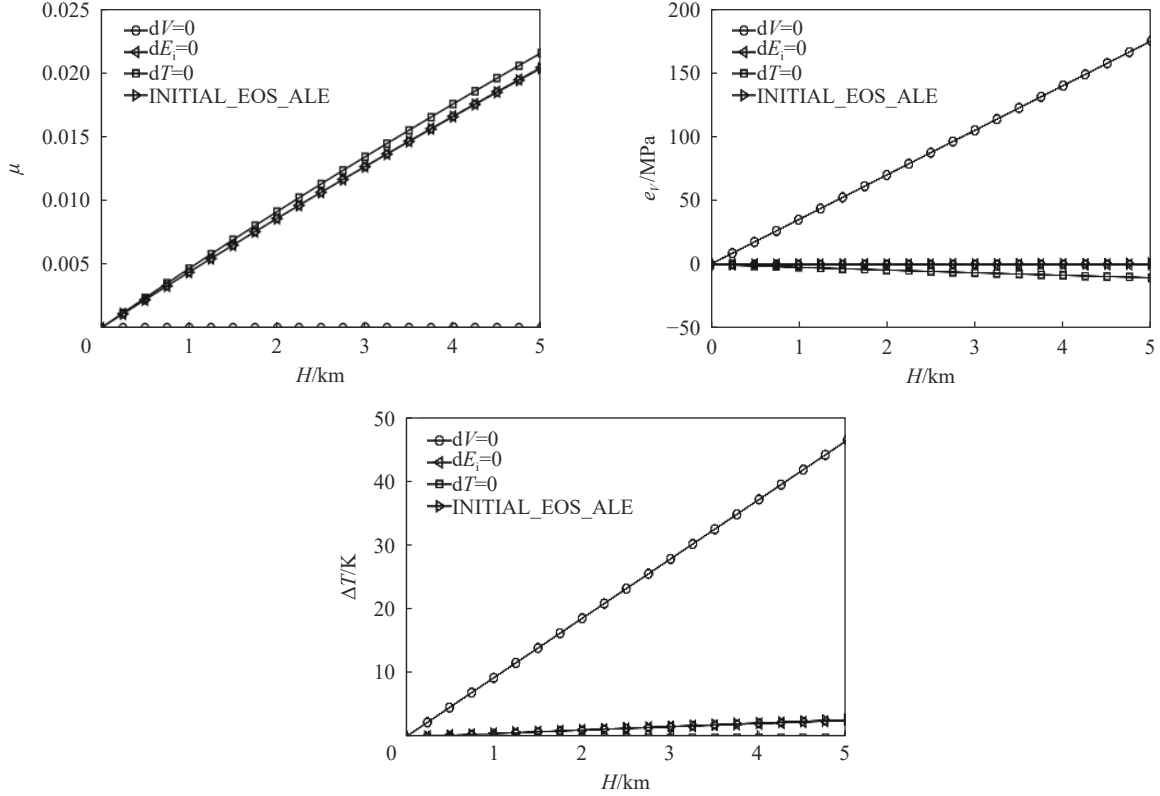 dV=0
dEᵢ=0
dT=0
INITIAL_EOS_ALE
0.025
0.020
0.015
0.010
0.005
0 1 2 3 4 5
μ
H/km
dV=0
dEᵢ=0
dT=0
INITIAL_EOS_ALE
200
150
100
50
0
−50
0 1 2 3 4 5
e_V/MPa
H/km
dV=0
dEᵢ=0
dT=0
INITIAL_EOS_ALE
50
40
30
20
10
0 1 2 3 4 5
ΔT/K
H/km